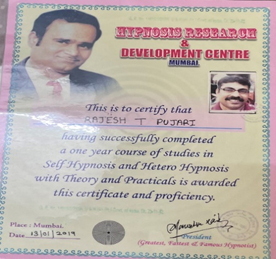 HYPNOSIS RESEARCH
&
DEVELOPMENT CENTRE
MUMBAI.
This is to certify that
RAJESH T PUJARI
having successfully completed
a one year course of studies in
Self Hypnosis and Hetero Hypnosis
with Theory and Practicals is awarded
this certificate and proficiency.
Place : Mumbai.
Date: 13/01/2019
President
(Greatest, Fastest & Famous Hypnotist)